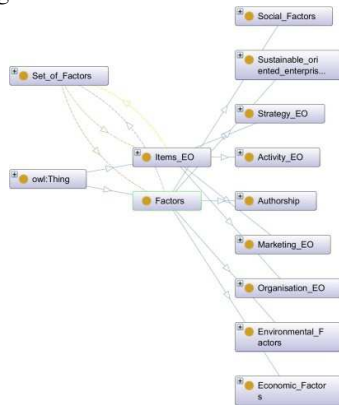 Social_Factors
Set_of_Factors
Sustainable_ori
ented_enterpris...
Strategy_EO
Items_EO
Activity_EO
owl:Thing
Factors
Authorship
Marketing_EO
Organisation_EO
Environmental_F
actors
Economic_Factor
s